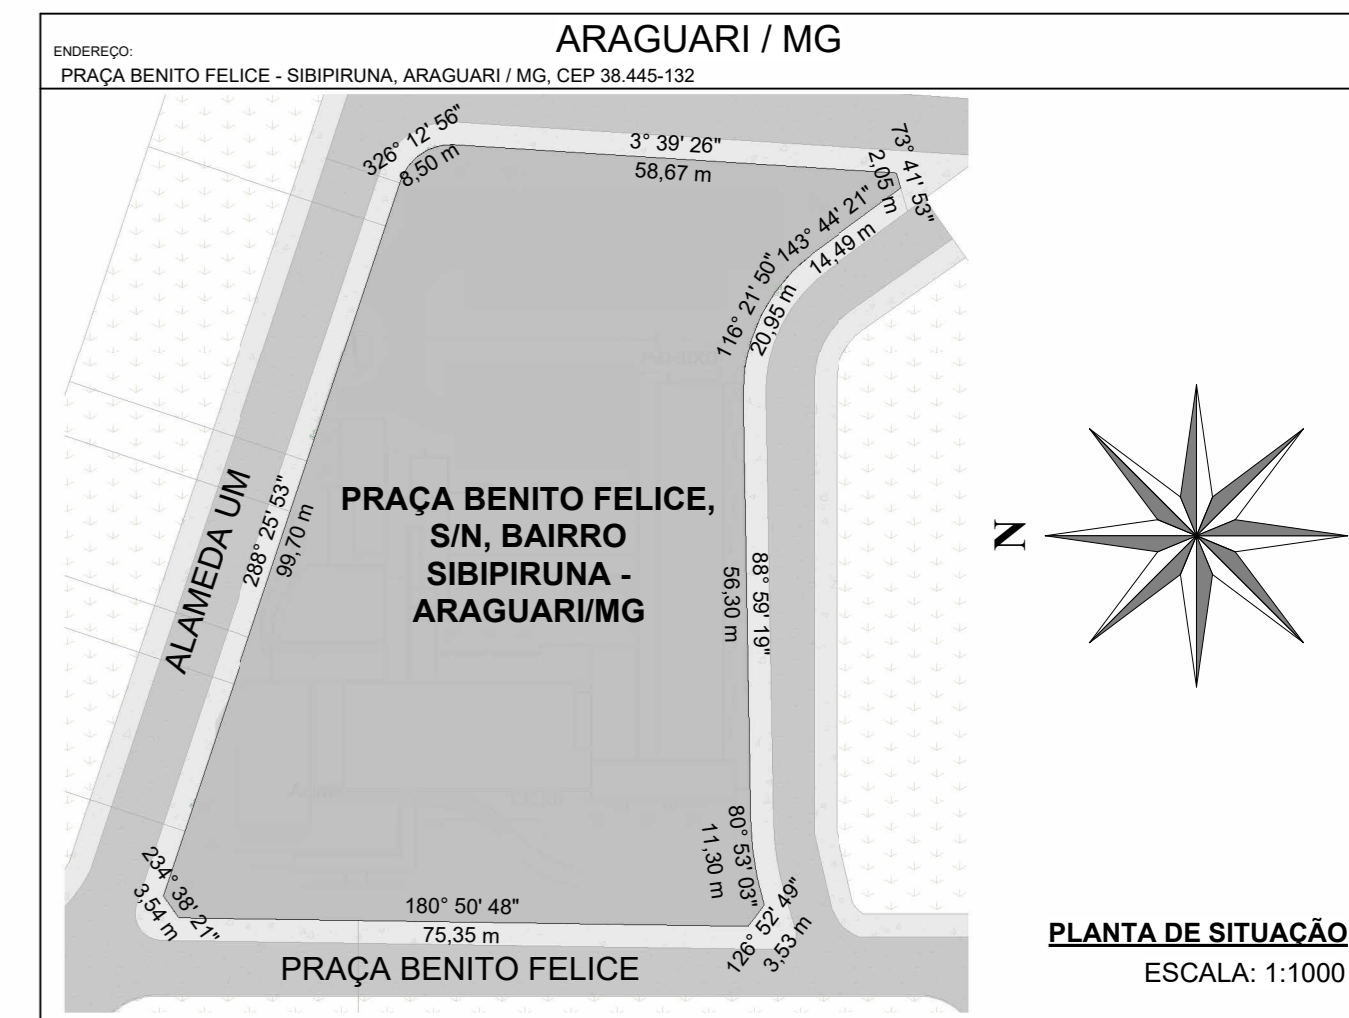 ARAGUARI / MG
ENDEREÇO:
PRAÇA BENITO FELICE - SIBIPIRUNA, ARAGUARI / MG, CEP 38.445-132
326° 12' 56"
8,50 m
3° 39' 26"
58,67 m
73° 41' 53"
2,05 m
143° 44' 21"
14,49 m
116° 21' 50"
20,95 m
ALAMEDA UM
288° 25' 53"
99,70 m
PRAÇA BENITO FELICE,
S/N, BAIRRO
SIBIPIRUNA -
ARAGUARI/MG
88° 59' 19"
56,30 m
N
80° 53' 03"
11,30 m
234° 38' 21"
3,54 m
180° 50' 48"
75,35 m
126° 52' 49"
3,53 m
PRAÇA BENITO FELICE
PLANTA DE SITUAÇÃO
ESCALA: 1:1000